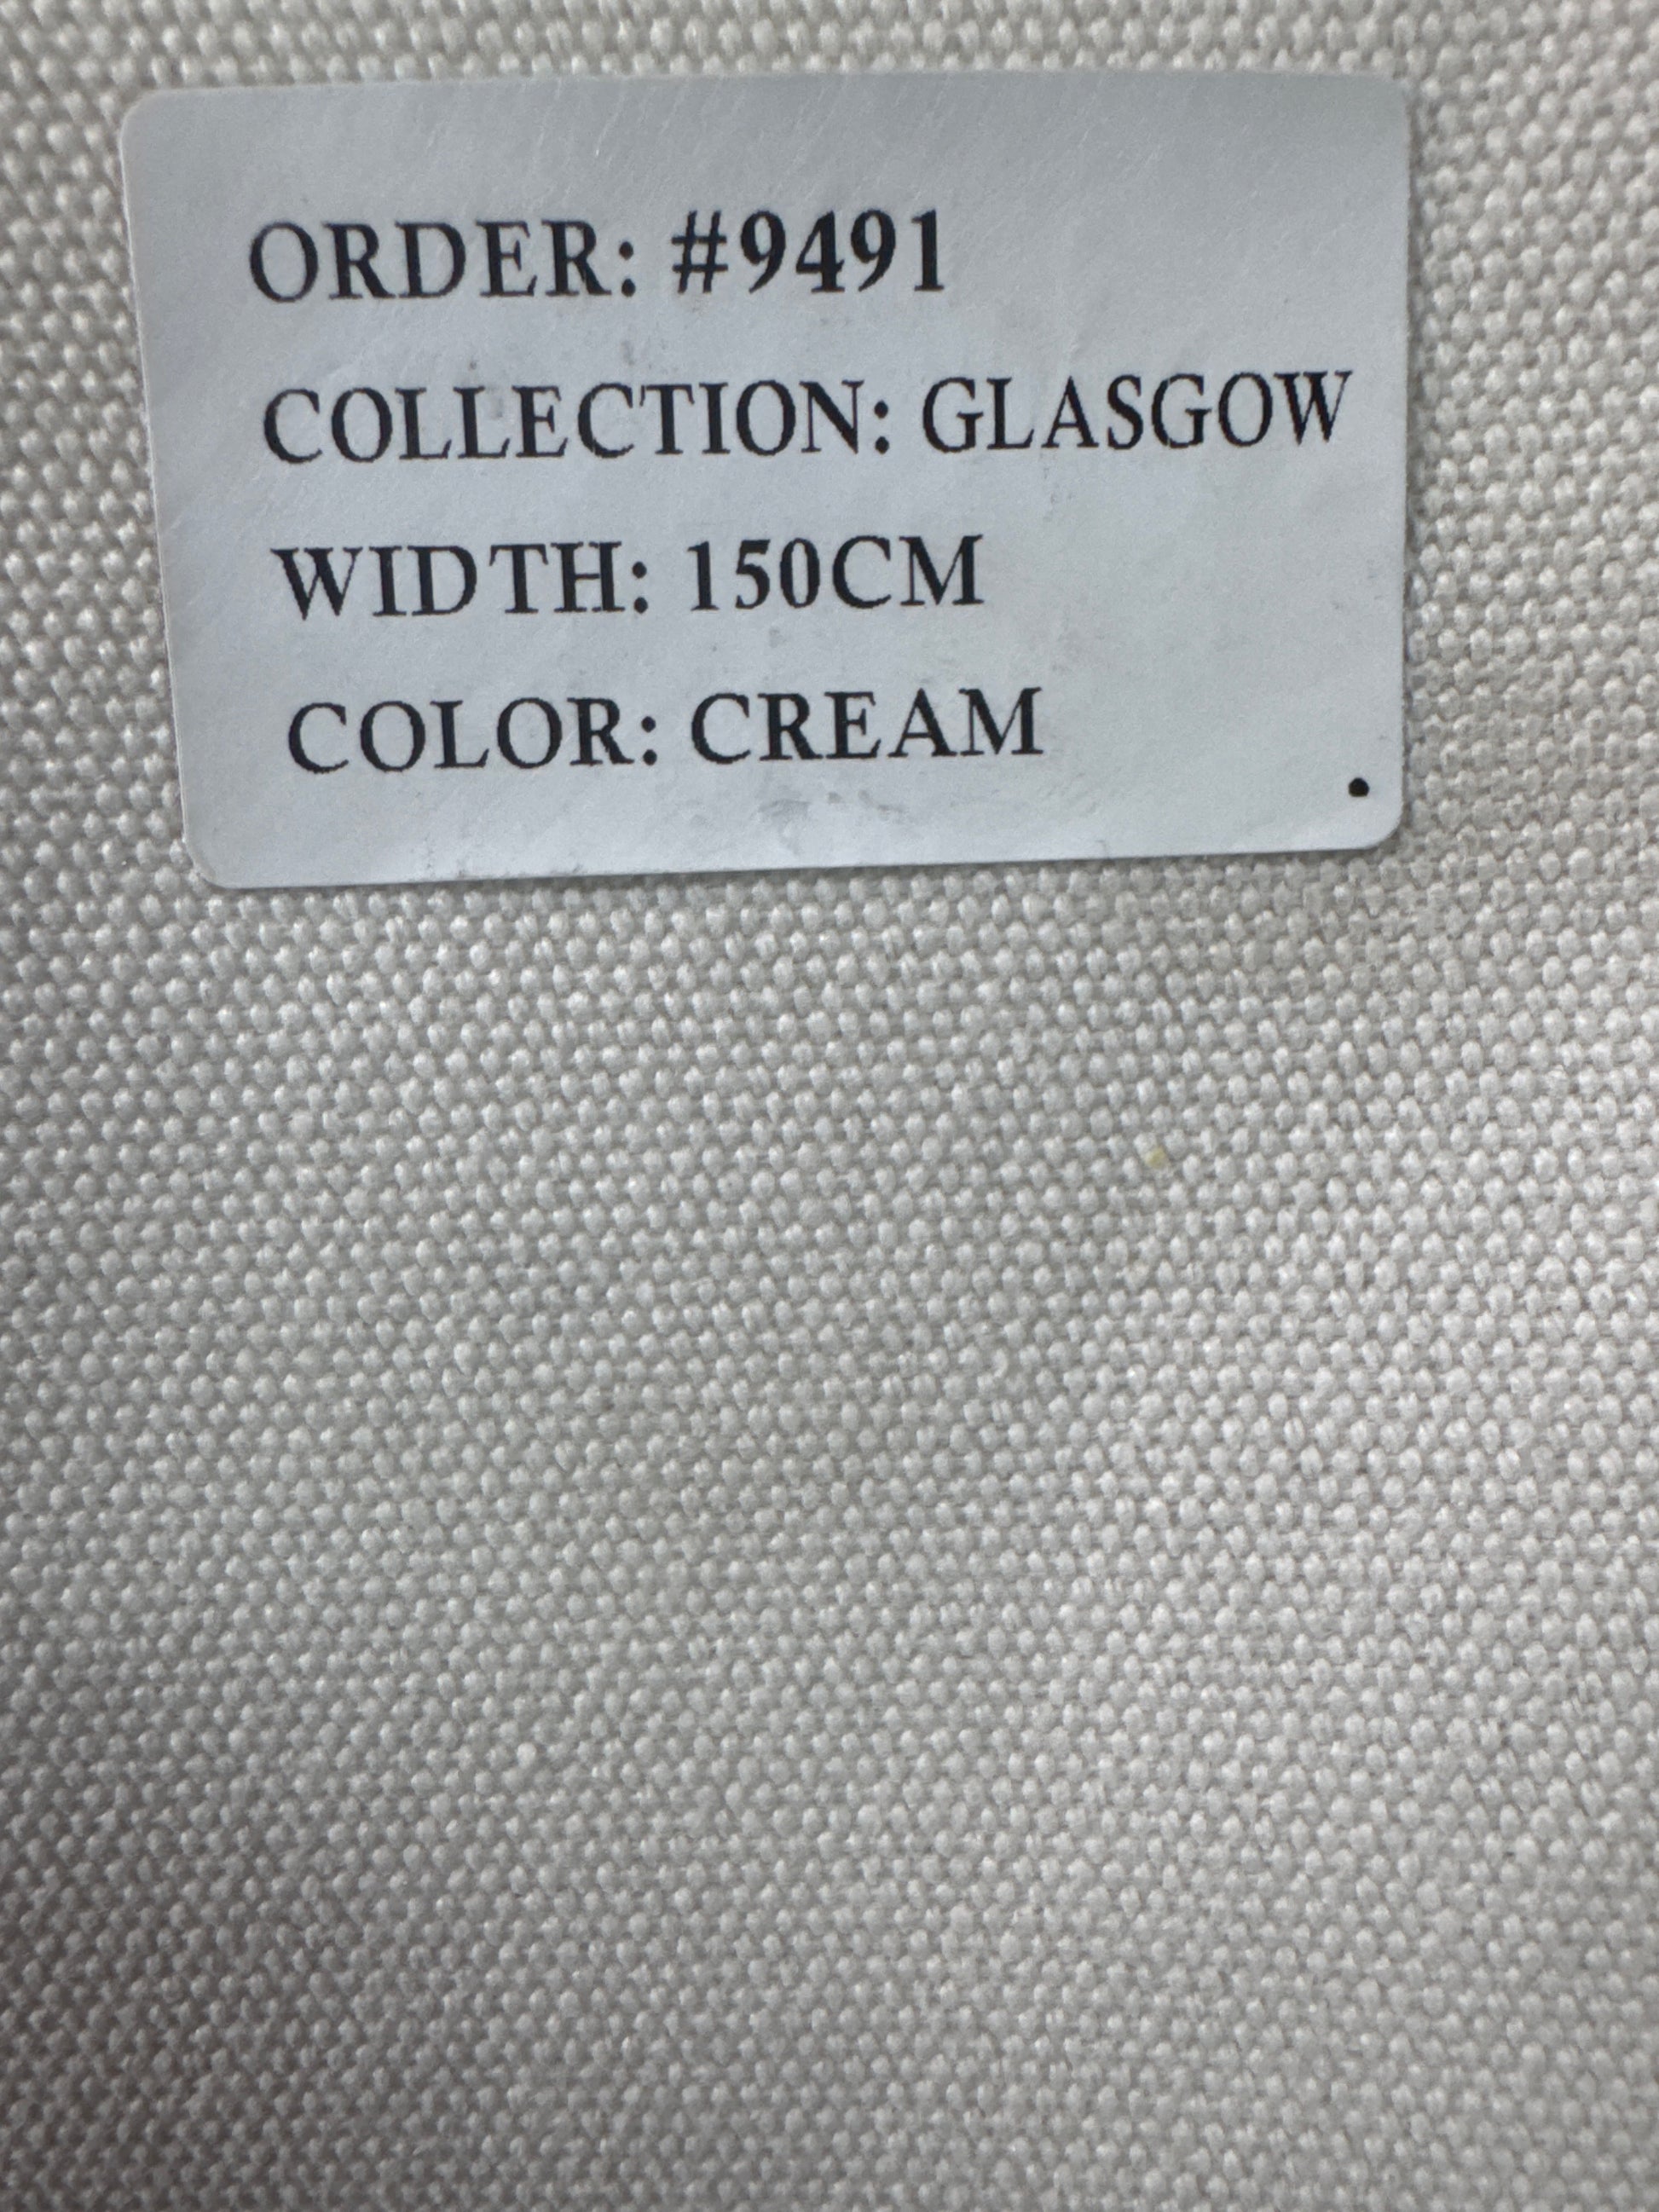 ORDER: #9491
COLLECTION: GLASGOW
WIDTH: 150CM
COLOR: CREAM